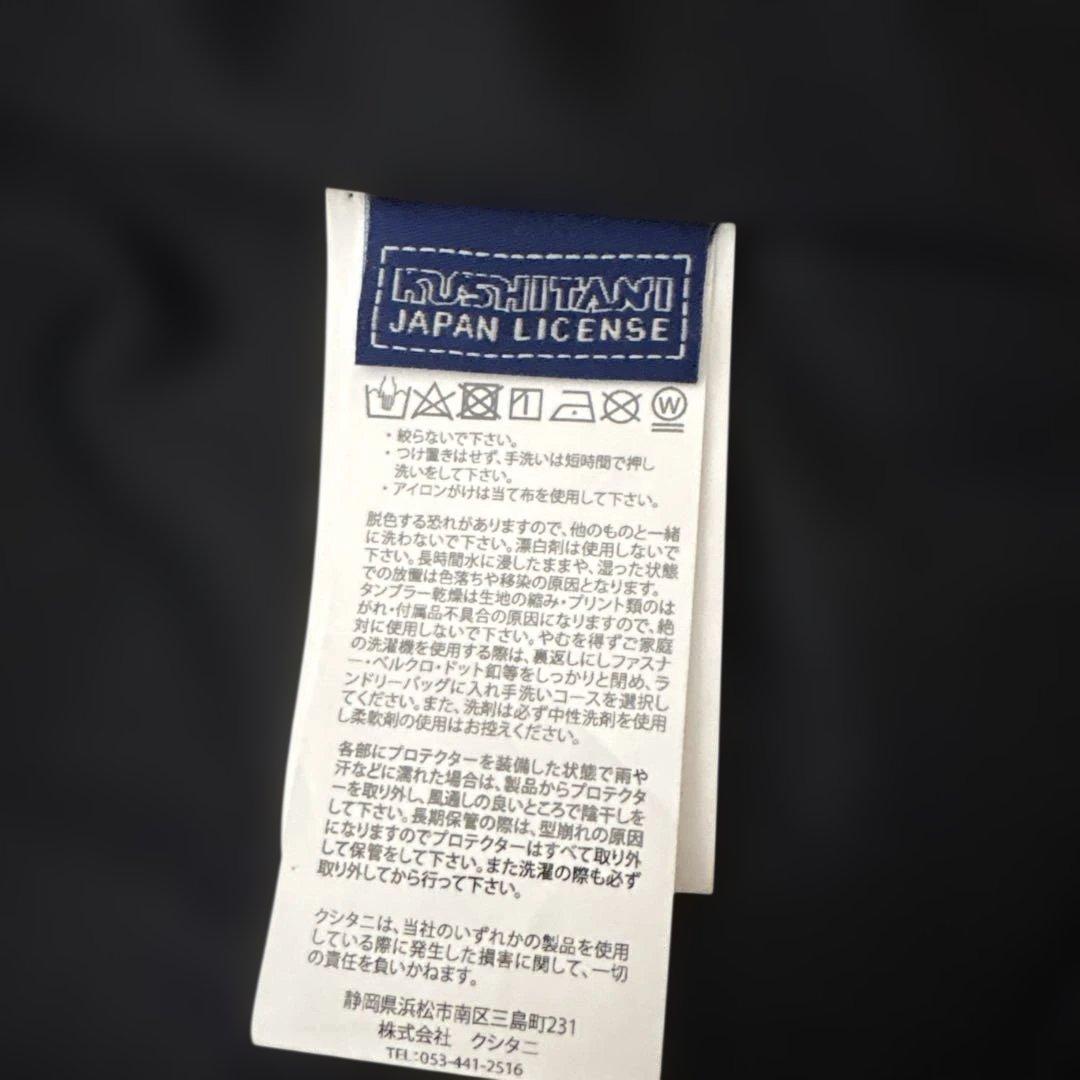 KUSHITANI
JAPAN LICENSE
W
・絞らないで下さい。
・つけ置きはせず、手洗いは短時間で押し
洗いをして下さい。
・アイロンがけは当て布を使用して下さい。
脱色する恐れがありますので、他のものと一緒
に洗わないで下さい。漂白剤は使用しないで
下さい。長時間水に浸したままや、湿った状態
での放置は色落ちや移染の原因となります。
タンブラー乾燥は生地の縮み・プリント類のは
がれ・付属品不具合の原因になりますので、絶
対に使用しないで下さい。やむを得ずご家庭
の洗濯機を使用する際は、裏返しにしファスナ
ー・ベルクロ・ドット釦等をしっかりと閉め、ラ
ンドリーバッグに入れ手洗いコースを選択し
てください。また、洗剤は必ず中性洗剤を使用
し柔軟剤の使用はお控えください。
各部にプロテクターを装備した状態で雨や
汗などに濡れた場合は、製品からプロテクタ
ーを取り外し、風通しの良いところで陰干しを
して下さい。長期保管の際は、型崩れの原因
になりますのでプロテクターはすべて取り外
して保管をして下さい。また洗濯の際も必ず
取り外してから行って下さい。
クシタニは、当社のいずれかの製品を使用
している際に発生した損害に関して、一切
の責任を負いかねます。
静岡県浜松市南区三島町231
株式会社 クシタニ
TEL:053-441-2516